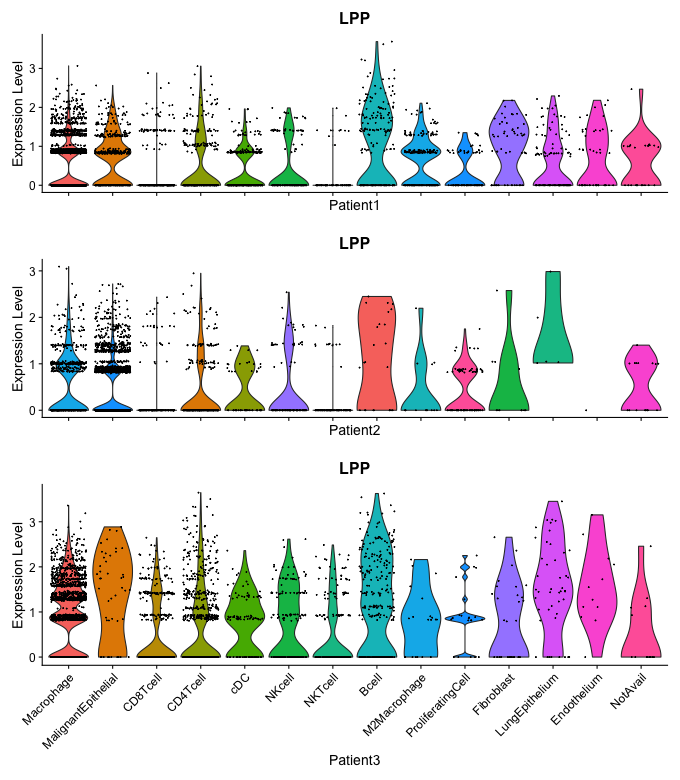 LPP
Expression Level
3
2
1
0
Patient1
LPP
Expression Level
3
2
1
0
Patient2
LPP
Expression Level
3
2
1
0
Macrophage
MalignantEpithelial
CD8Tcell
CD4Tcell
cDC
NKcell
NKTcell
Bcell
M2Macrophage
ProliferatingCell
Fibroblast
LungEpithelium
Endothelium
NotAvail
Patient3